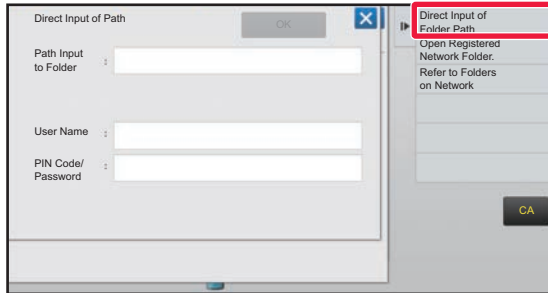 Direct Input of Path
OK
Path Input
to Folder :
User Name :
PIN Code/ :
Password
Direct Input of
Folder Path
Open Registered
Network Folder.
Refer to Folders
on Network
CA